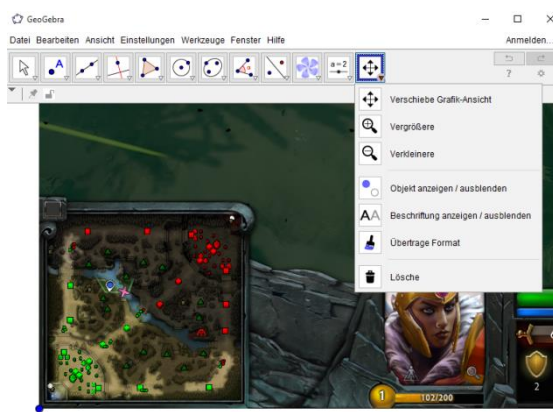 GeoGebra
Datei Bearbeiten Ansicht Einstellungen Werkzeuge Fenster Hilfe
Anmelden...
A
a=2
?
Verschiebe Grafik-Ansicht
Vergrößere
Verkleinere
Objekt anzeigen / ausblenden
AA Beschriftung anzeigen / ausblenden
Übertrage Format
Lösche
1
102/200
2